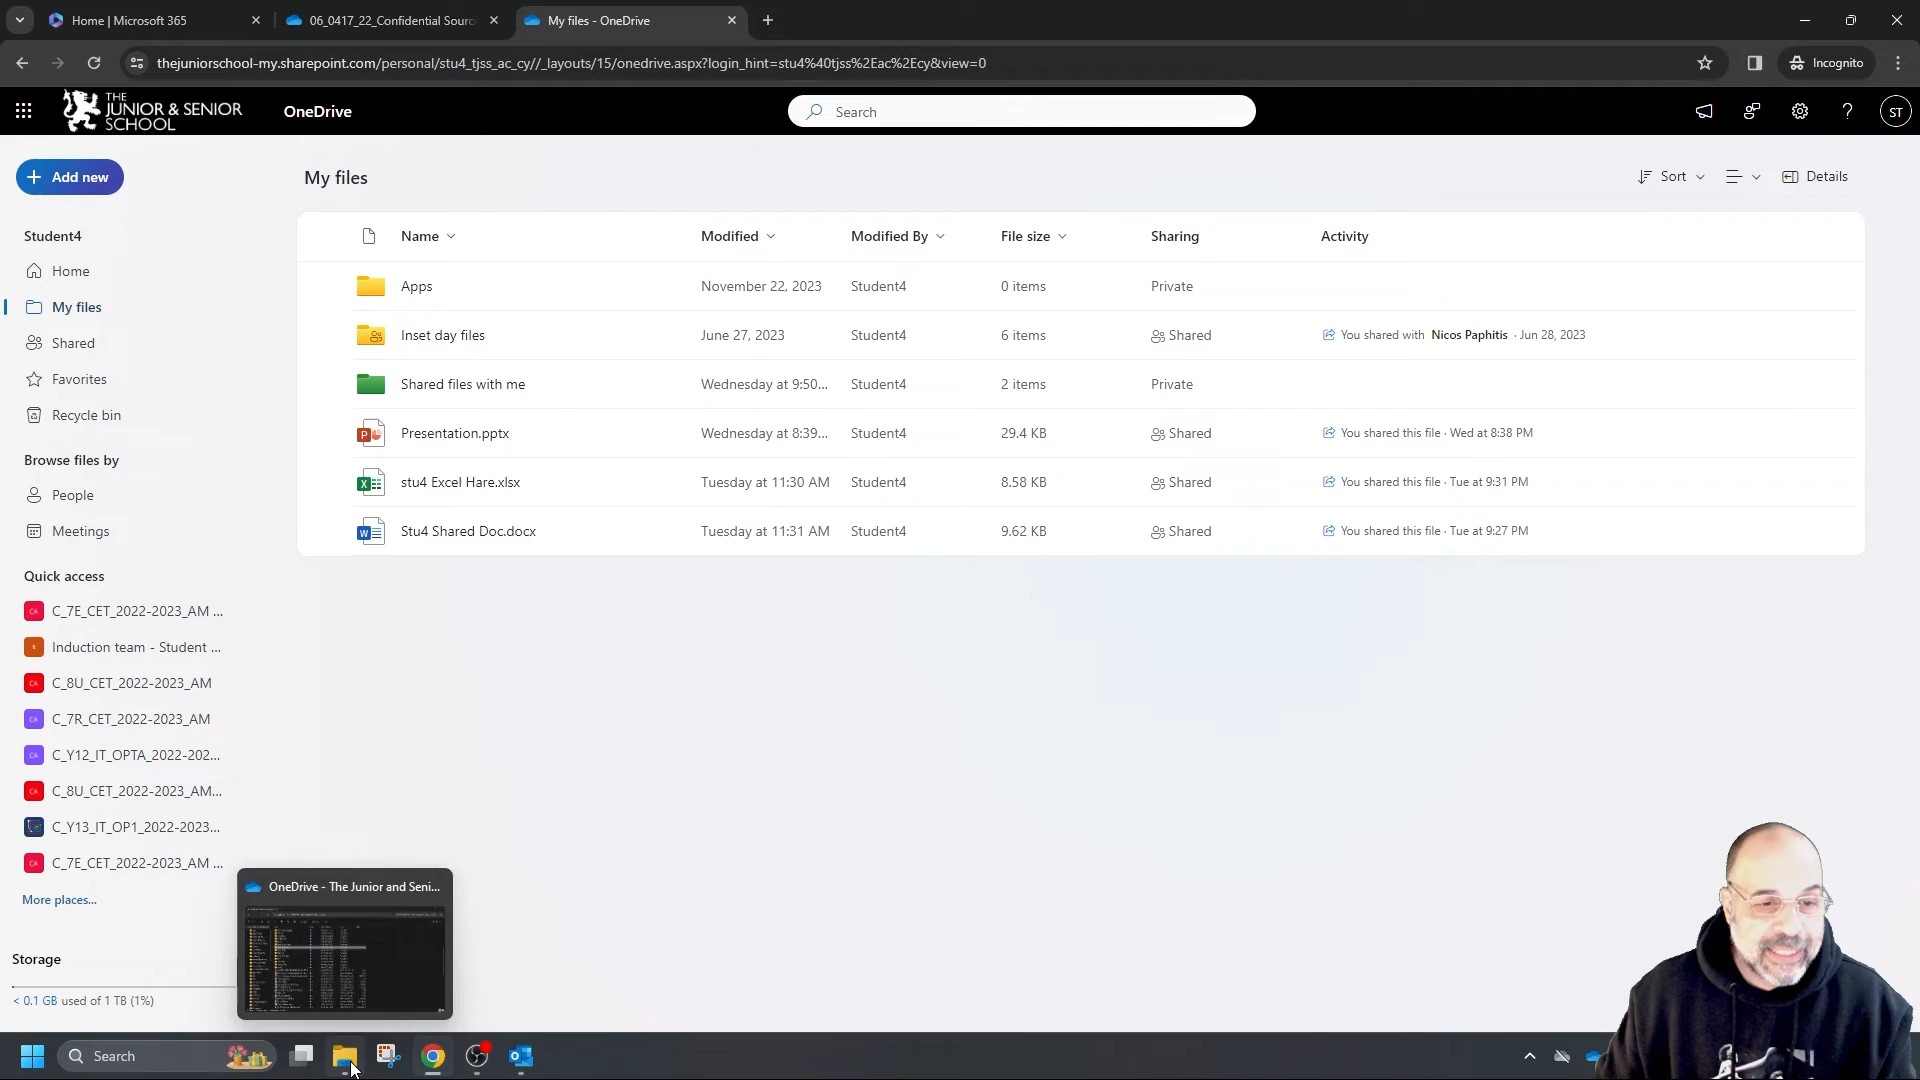 Home | Microsoft 365
06_0417_22_Confidential Sourc
My files - OneDrive
thejuniorschool-my.sharepoint.com/personal/stu4_tjss_ac_cy//_layouts/15/onedrive.aspx?login_hint=stu4%40tjss%2Eac%2Ecy&view=0
Incognito
THE
JUNIOR & SENIOR
SCHOOL
OneDrive
Search
ST
Add new
My files
Sort
Details
Student4
Home
My files
Shared
Favorites
Recycle bin
Browse files by
People
Meetings
Quick access
C_7E_CET_2022-2023_AM ...
Induction team - Student ...
C_8U_CET_2022-2023_AM
C_7R_CET_2022-2023_AM
C_Y12_IT_OPTA_2022-202...
C_8U_CET_2022-2023_AM...
C_Y13_IT_OP1_2022-2023...
C_7E_CET_2022-2023_AM ...
More places...
Storage
< 0.1 GB used of 1 TB (1%)
Name Modified Modified By File size Sharing Activity
Apps November 22, 2023 Student4 0 items Private
Inset day files June 27, 2023 Student4 6 items Shared You shared with Nicos Paphitis · Jun 28, 2023
Shared files with me Wednesday at 9:50... Student4 2 items Private
Presentation.pptx Wednesday at 8:39... Student4 29.4 KB Shared You shared this file · Wed at 8:38 PM
stu4 Excel Hare.xlsx Tuesday at 11:30 AM Student4 8.58 KB Shared You shared this file · Tue at 9:31 PM
Stu4 Shared Doc.docx Tuesday at 11:31 AM Student4 9.62 KB Shared You shared this file · Tue at 9:27 PM
OneDrive - The Junior and Seni...
Search